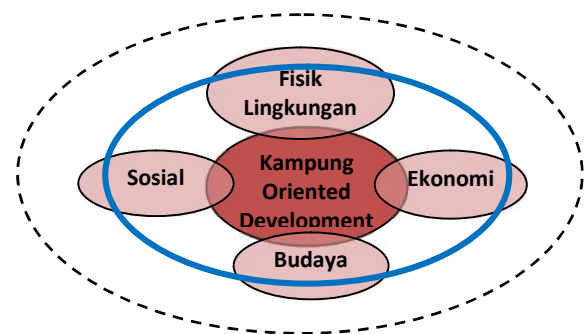 Fisik
Lingkungan
Sosial
Kampung
Oriented
Development
Ekonomi
Budaya